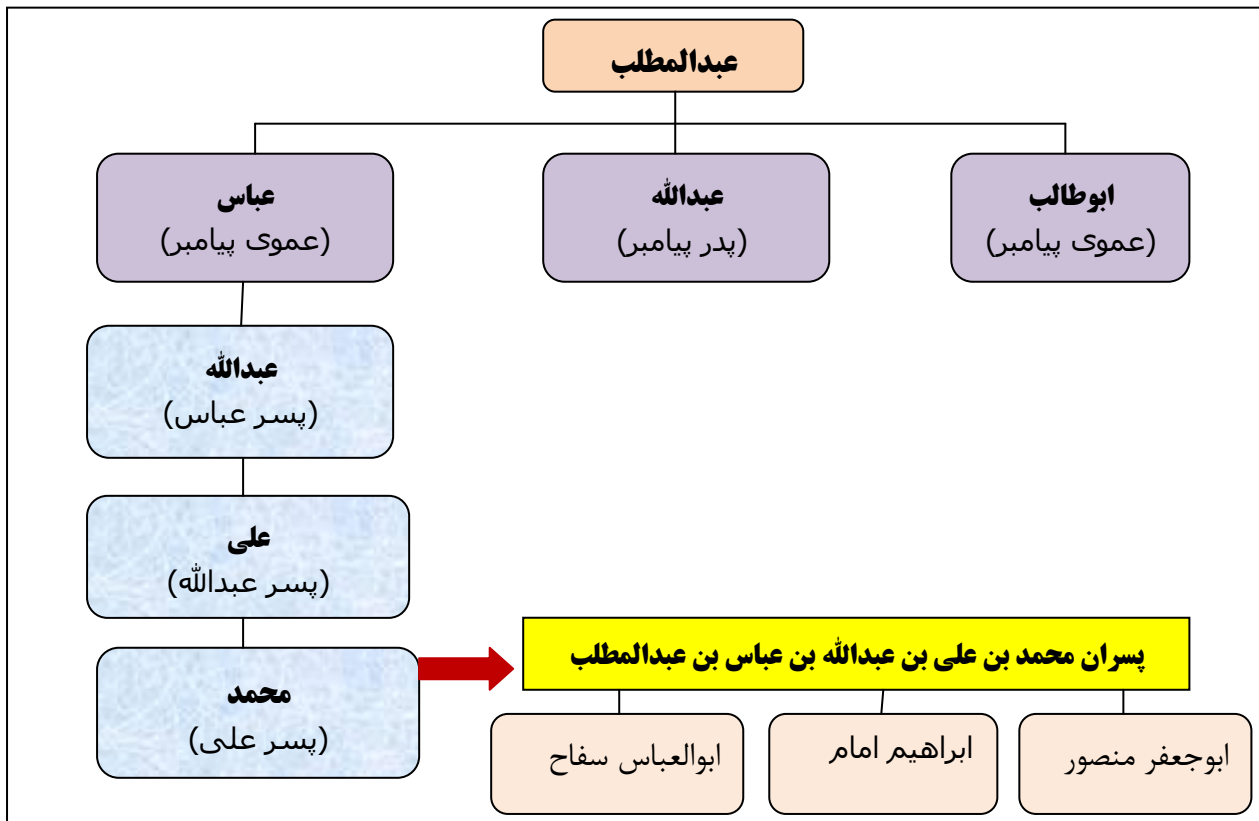 عبدالمطلب
ابوطالب
(عموی پیامبر)
عبدالله
(پدر پیامبر)
عباس
(عموی پیامبر)
عبدالله
(پسر عباس)
علی
(پسر عبدالله)
محمد
(پسر علی)
پسران محمد بن علی بن عبدالله بن عباس بن عبدالمطلب
ابوجعفر منصور
ابراهیم امام
ابوالعباس سفاح